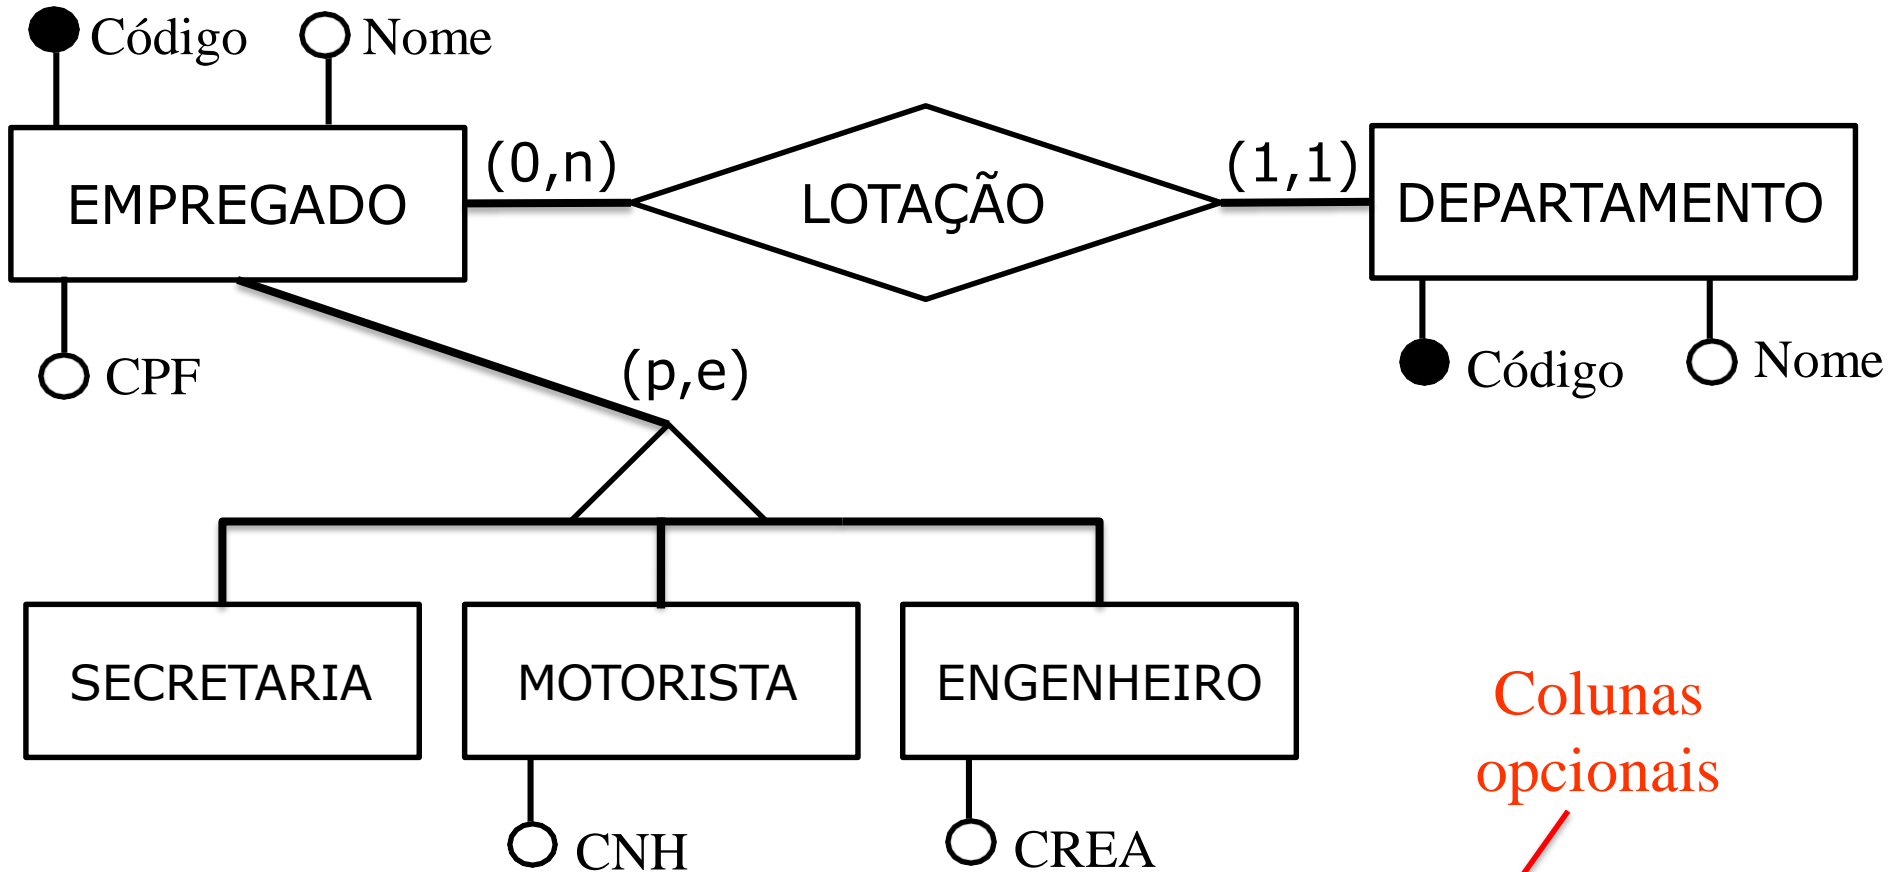 Código
Nome
EMPREGADO
(0,n)
LOTAÇÃO
(1,1)
DEPARTAMENTO
CPF
(p,e)
Código
Nome
SECRETARIA
MOTORISTA
ENGENHEIRO
Colunas
opcionais
CNH
CREA